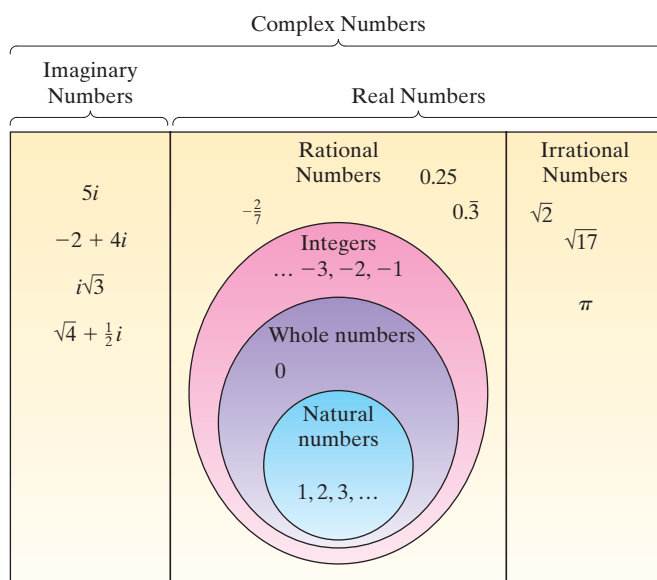 Complex Numbers
Imaginary
Numbers
Real Numbers
5i
−2 + 4i
i√3
√4 + ½i
Rational
Numbers
0.25
−2/7
0.3̅
Integers
… −3, −2, −1
Whole numbers
0
Natural
numbers
1, 2, 3, …
Irrational
Numbers
√2
√17
π